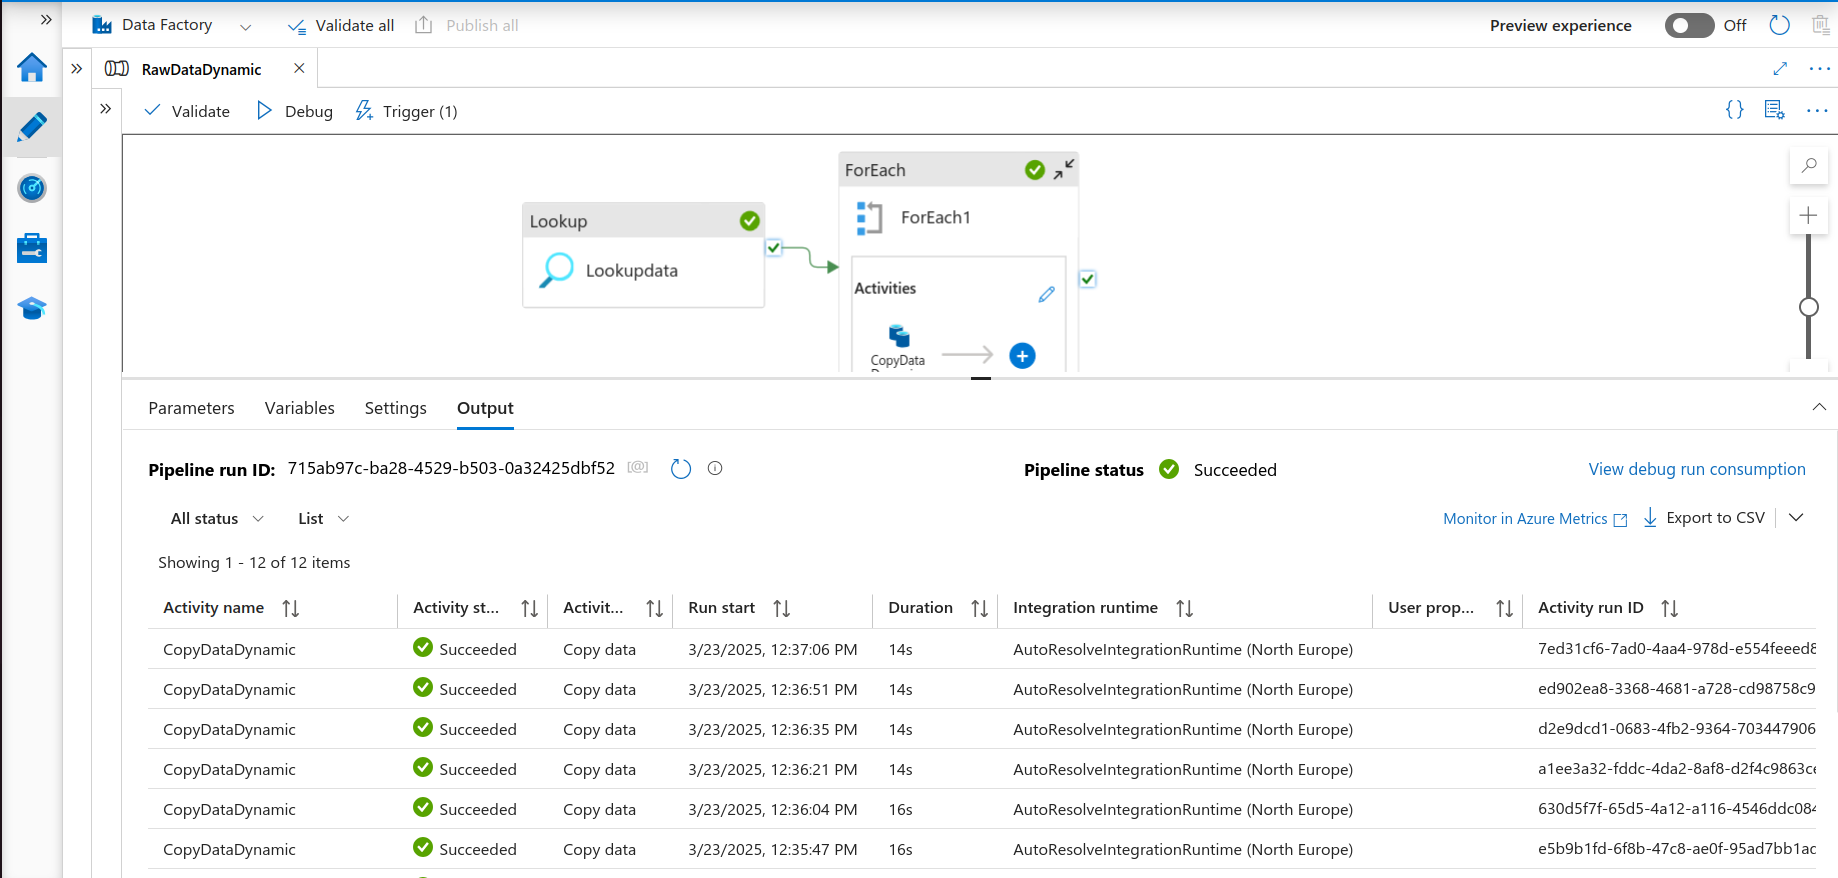 Data Factory
Validate all
Publish all
Preview experience
Off
RawDataDynamic
Validate
Debug
Trigger (1)
{}
Lookup
Lookupdata
ForEach
ForEach1
Activities
CopyData
Parameters
Variables
Settings
Output
Pipeline run ID: 715ab97c-ba28-4529-b503-0a32425dbf52 [@]
Pipeline status Succeeded
View debug run consumption
All status
List
Monitor in Azure Metrics
Export to CSV
Showing 1 - 12 of 12 items
Activity name Activity st... Activit... Run start Duration Integration runtime User prop... Activity run ID
CopyDataDynamic Succeeded Copy data 3/23/2025, 12:37:06 PM 14s AutoResolveIntegrationRuntime (North Europe) 7ed31cf6-7ad0-4aa4-978d-e554feeed8
CopyDataDynamic Succeeded Copy data 3/23/2025, 12:36:51 PM 14s AutoResolveIntegrationRuntime (North Europe) ed902ea8-3368-4681-a728-cd98758c9
CopyDataDynamic Succeeded Copy data 3/23/2025, 12:36:35 PM 14s AutoResolveIntegrationRuntime (North Europe) d2e9dcd1-0683-4fb2-9364-703447906
CopyDataDynamic Succeeded Copy data 3/23/2025, 12:36:21 PM 14s AutoResolveIntegrationRuntime (North Europe) a1ee3a32-fddc-4da2-8af8-d2f4c9863ce
CopyDataDynamic Succeeded Copy data 3/23/2025, 12:36:04 PM 16s AutoResolveIntegrationRuntime (North Europe) 630d5f7f-65d5-4a12-a116-4546ddc084
CopyDataDynamic Succeeded Copy data 3/23/2025, 12:35:47 PM 16s AutoResolveIntegrationRuntime (North Europe) e5b9b1fd-6f8b-47c8-ae0f-95ad7bb1ac